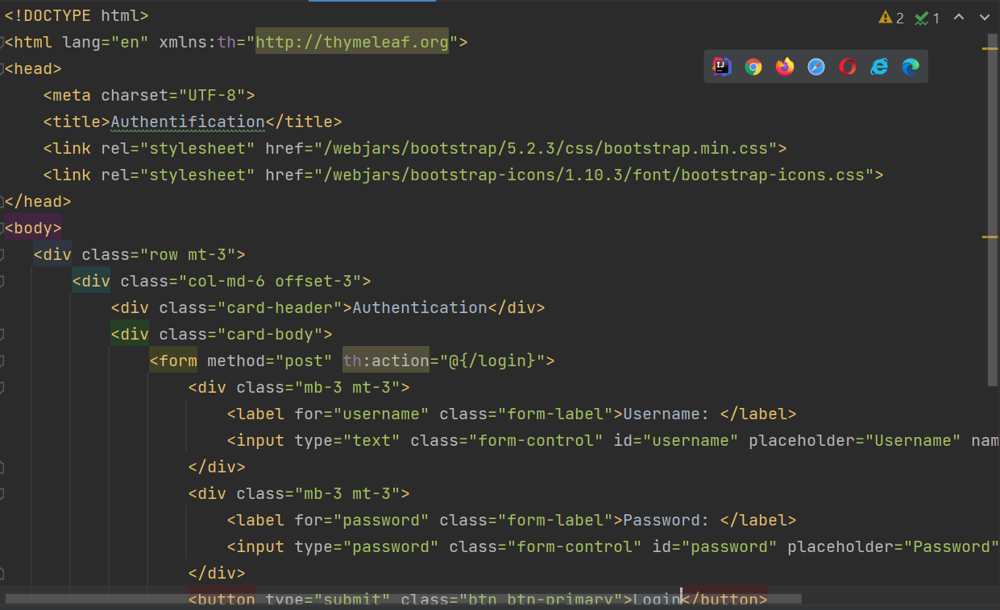 <!DOCTYPE html>
2 1
<html lang="en" xmlns:th="http://thymeleaf.org">
<head>
<meta charset="UTF-8">
<title>Authentification</title>
<link rel="stylesheet" href="/webjars/bootstrap/5.2.3/css/bootstrap.min.css">
<link rel="stylesheet" href="/webjars/bootstrap-icons/1.10.3/font/bootstrap-icons.css">
</head>
<body>
<div class="row mt-3">
<div class="col-md-6 offset-3">
<div class="card-header">Authentication</div>
<div class="card-body">
<form method="post" th:action="@{/login}">
<div class="mb-3 mt-3">
<label for="username" class="form-label">Username: </label>
<input type="text" class="form-control" id="username" placeholder="Username" nam
</div>
<div class="mb-3 mt-3">
<label for="password" class="form-label">Password: </label>
<input type="password" class="form-control" id="password" placeholder="Password"
</div>
<button type="submit" class="btn btn-primary">Login</button>